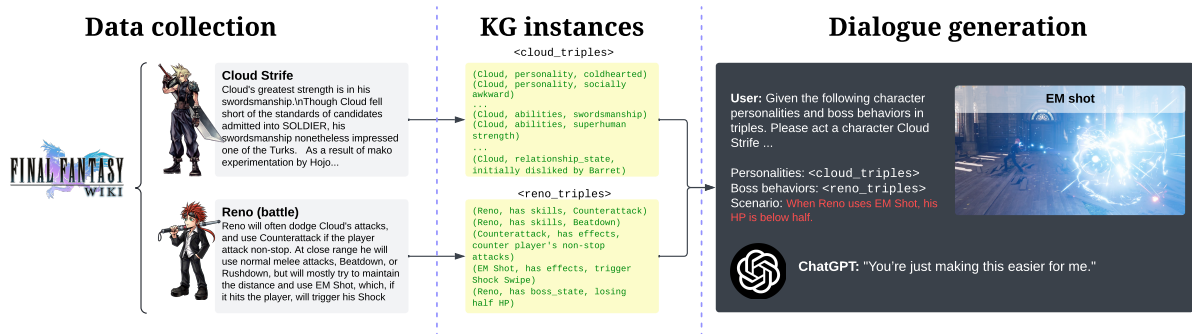 Data collection
KG instances
Dialogue generation
FINAL FANTASY
WIKI
Cloud Strife
Cloud's greatest strength is in his
swordsmanship.\nThough Cloud fell
short of the standards of candidates
admitted into SOLDIER, his
swordsmanship nonetheless impressed
one of the Turks.   As a result of mako
experimentation by Hojo...
Reno (battle)
Reno will often dodge Cloud's attacks,
and use Counterattack if the player
attack non-stop. At close range he will
use normal melee attacks, Beatdown, or
Rushdown, but will mostly try to maintain
the distance and use EM Shot, which, if
it hits the player, will trigger his Shock
<cloud_triples>
(Cloud, personality, coldhearted)
(Cloud, personality, socially
awkward)
...
(Cloud, abilities, swordsmanship)
(Cloud, abilities, superhuman
strength)
...
(Cloud, relationship_state,
initially disliked by Barret)
<reno_triples>
(Reno, has skills, Counterattack)
(Reno, has skills, Beatdown)
(Counterattack, has effects,
counter player's non-stop
attacks)
(EM Shot, has effects, trigger
Shock Swipe)
(Reno, has boss_state, losing
half HP)
User: Given the following character
personalities and boss behaviors in
triples. Please act a character Cloud
Strife ...
Personalities: <cloud_triples>
Boss behaviors: <reno_triples>
Scenario: When Reno uses EM Shot, his
HP is below half.
EM shot
ChatGPT: "You're just making this easier for me."